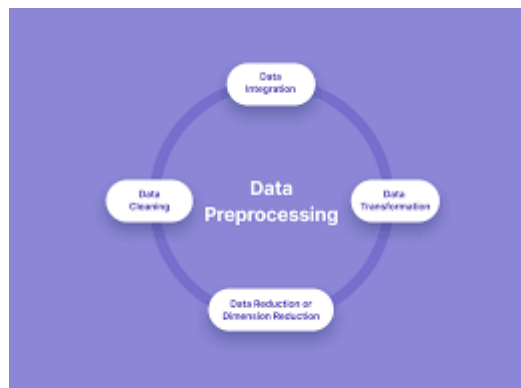 Data
Integration
Data
Cleaning
Data
Preprocessing
Data
Transformation
Data Reduction or
Dimension Reduction